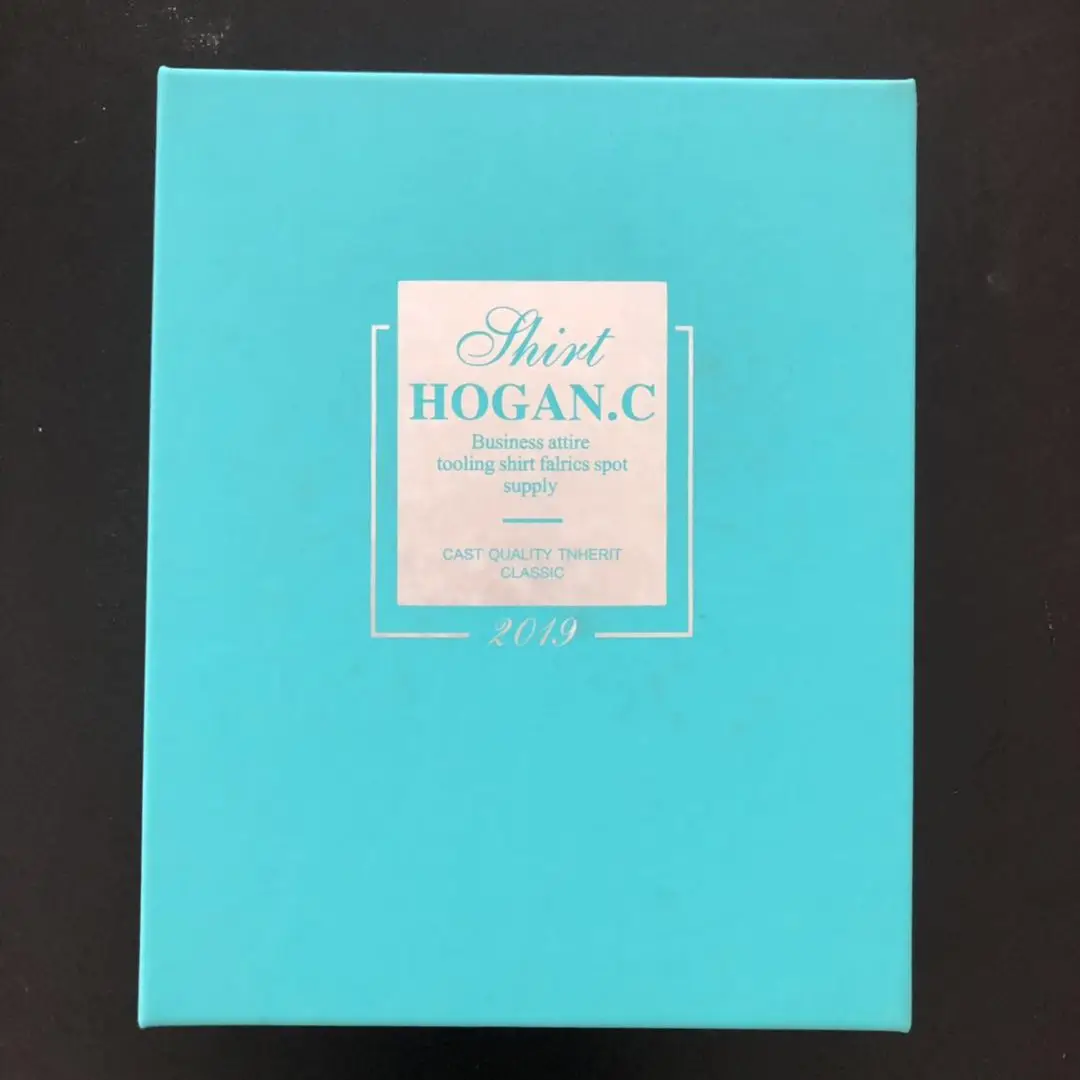 Shirt
HOGAN.C
Business attire
tooling shirt falrics spot
supply
CAST QUALITY TNHERIT
CLASSIC
2019